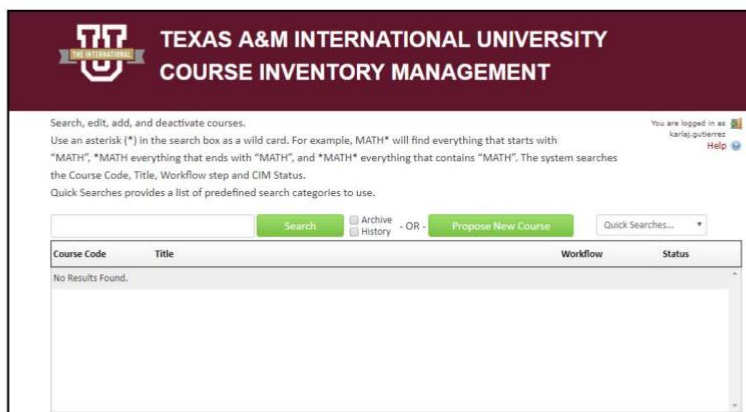 THE INTERNATIONAL
U
TEXAS A&M INTERNATIONAL UNIVERSITY
COURSE INVENTORY MANAGEMENT
Search, edit, add, and deactivate courses.
Use an asterisk (*) in the search box as a wild card. For example, MATH* will find everything that starts with
"MATH", *MATH everything that ends with "MATH", and *MATH* everything that contains "MATH". The system searches
the Course Code, Title, Workflow step and CIM Status.
Quick Searches provides a list of predefined search categories to use.
You are logged in as
karlaj.gutierrez
Help
Search
Archive
History
- OR -
Propose New Course
Quick Searches...
Course Code Title Workflow Status
No Results Found.